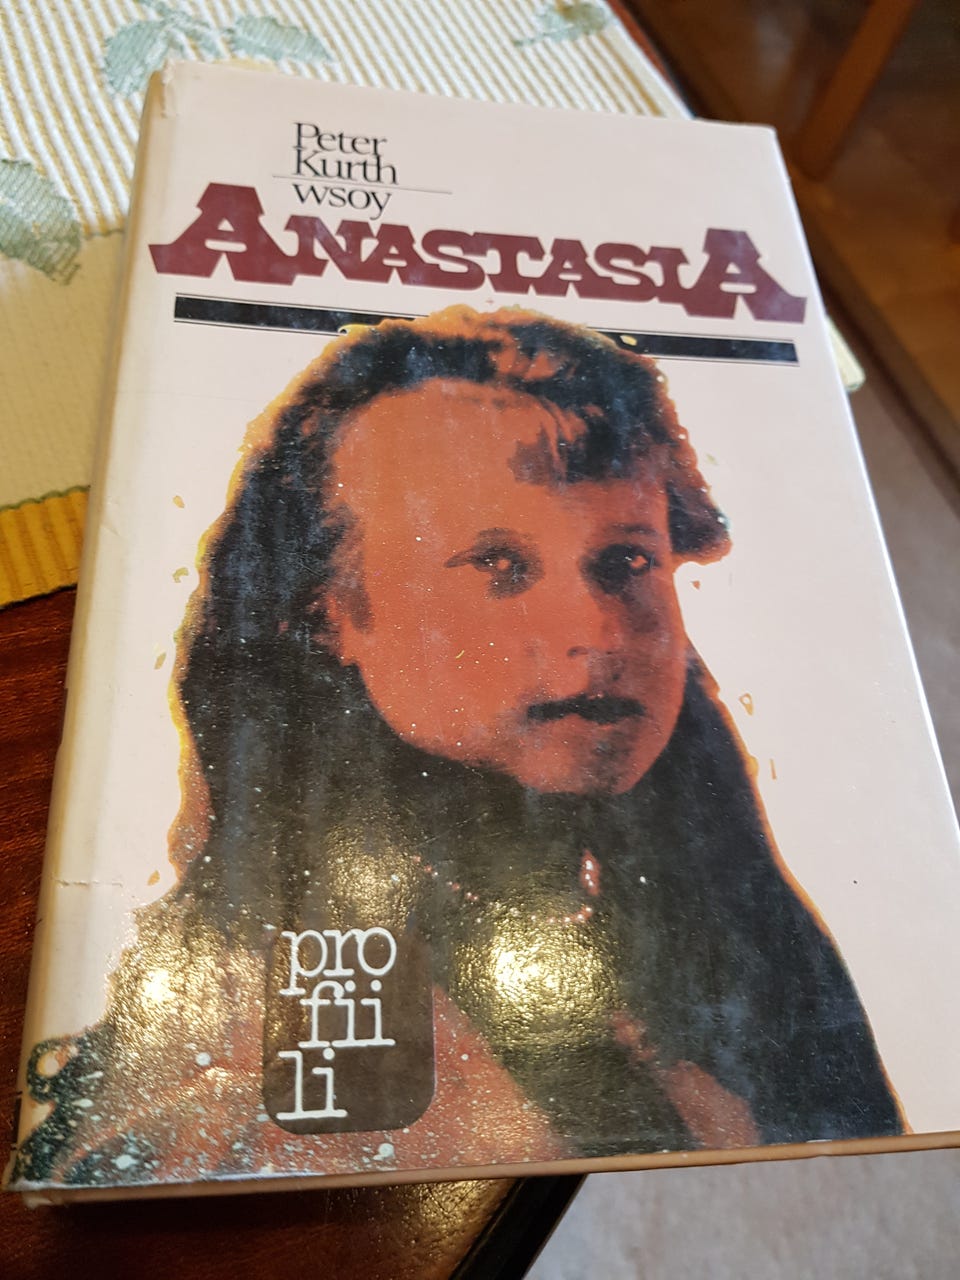 Peter
Kurth
wsoy
ANASTASIA
pro
fii
li